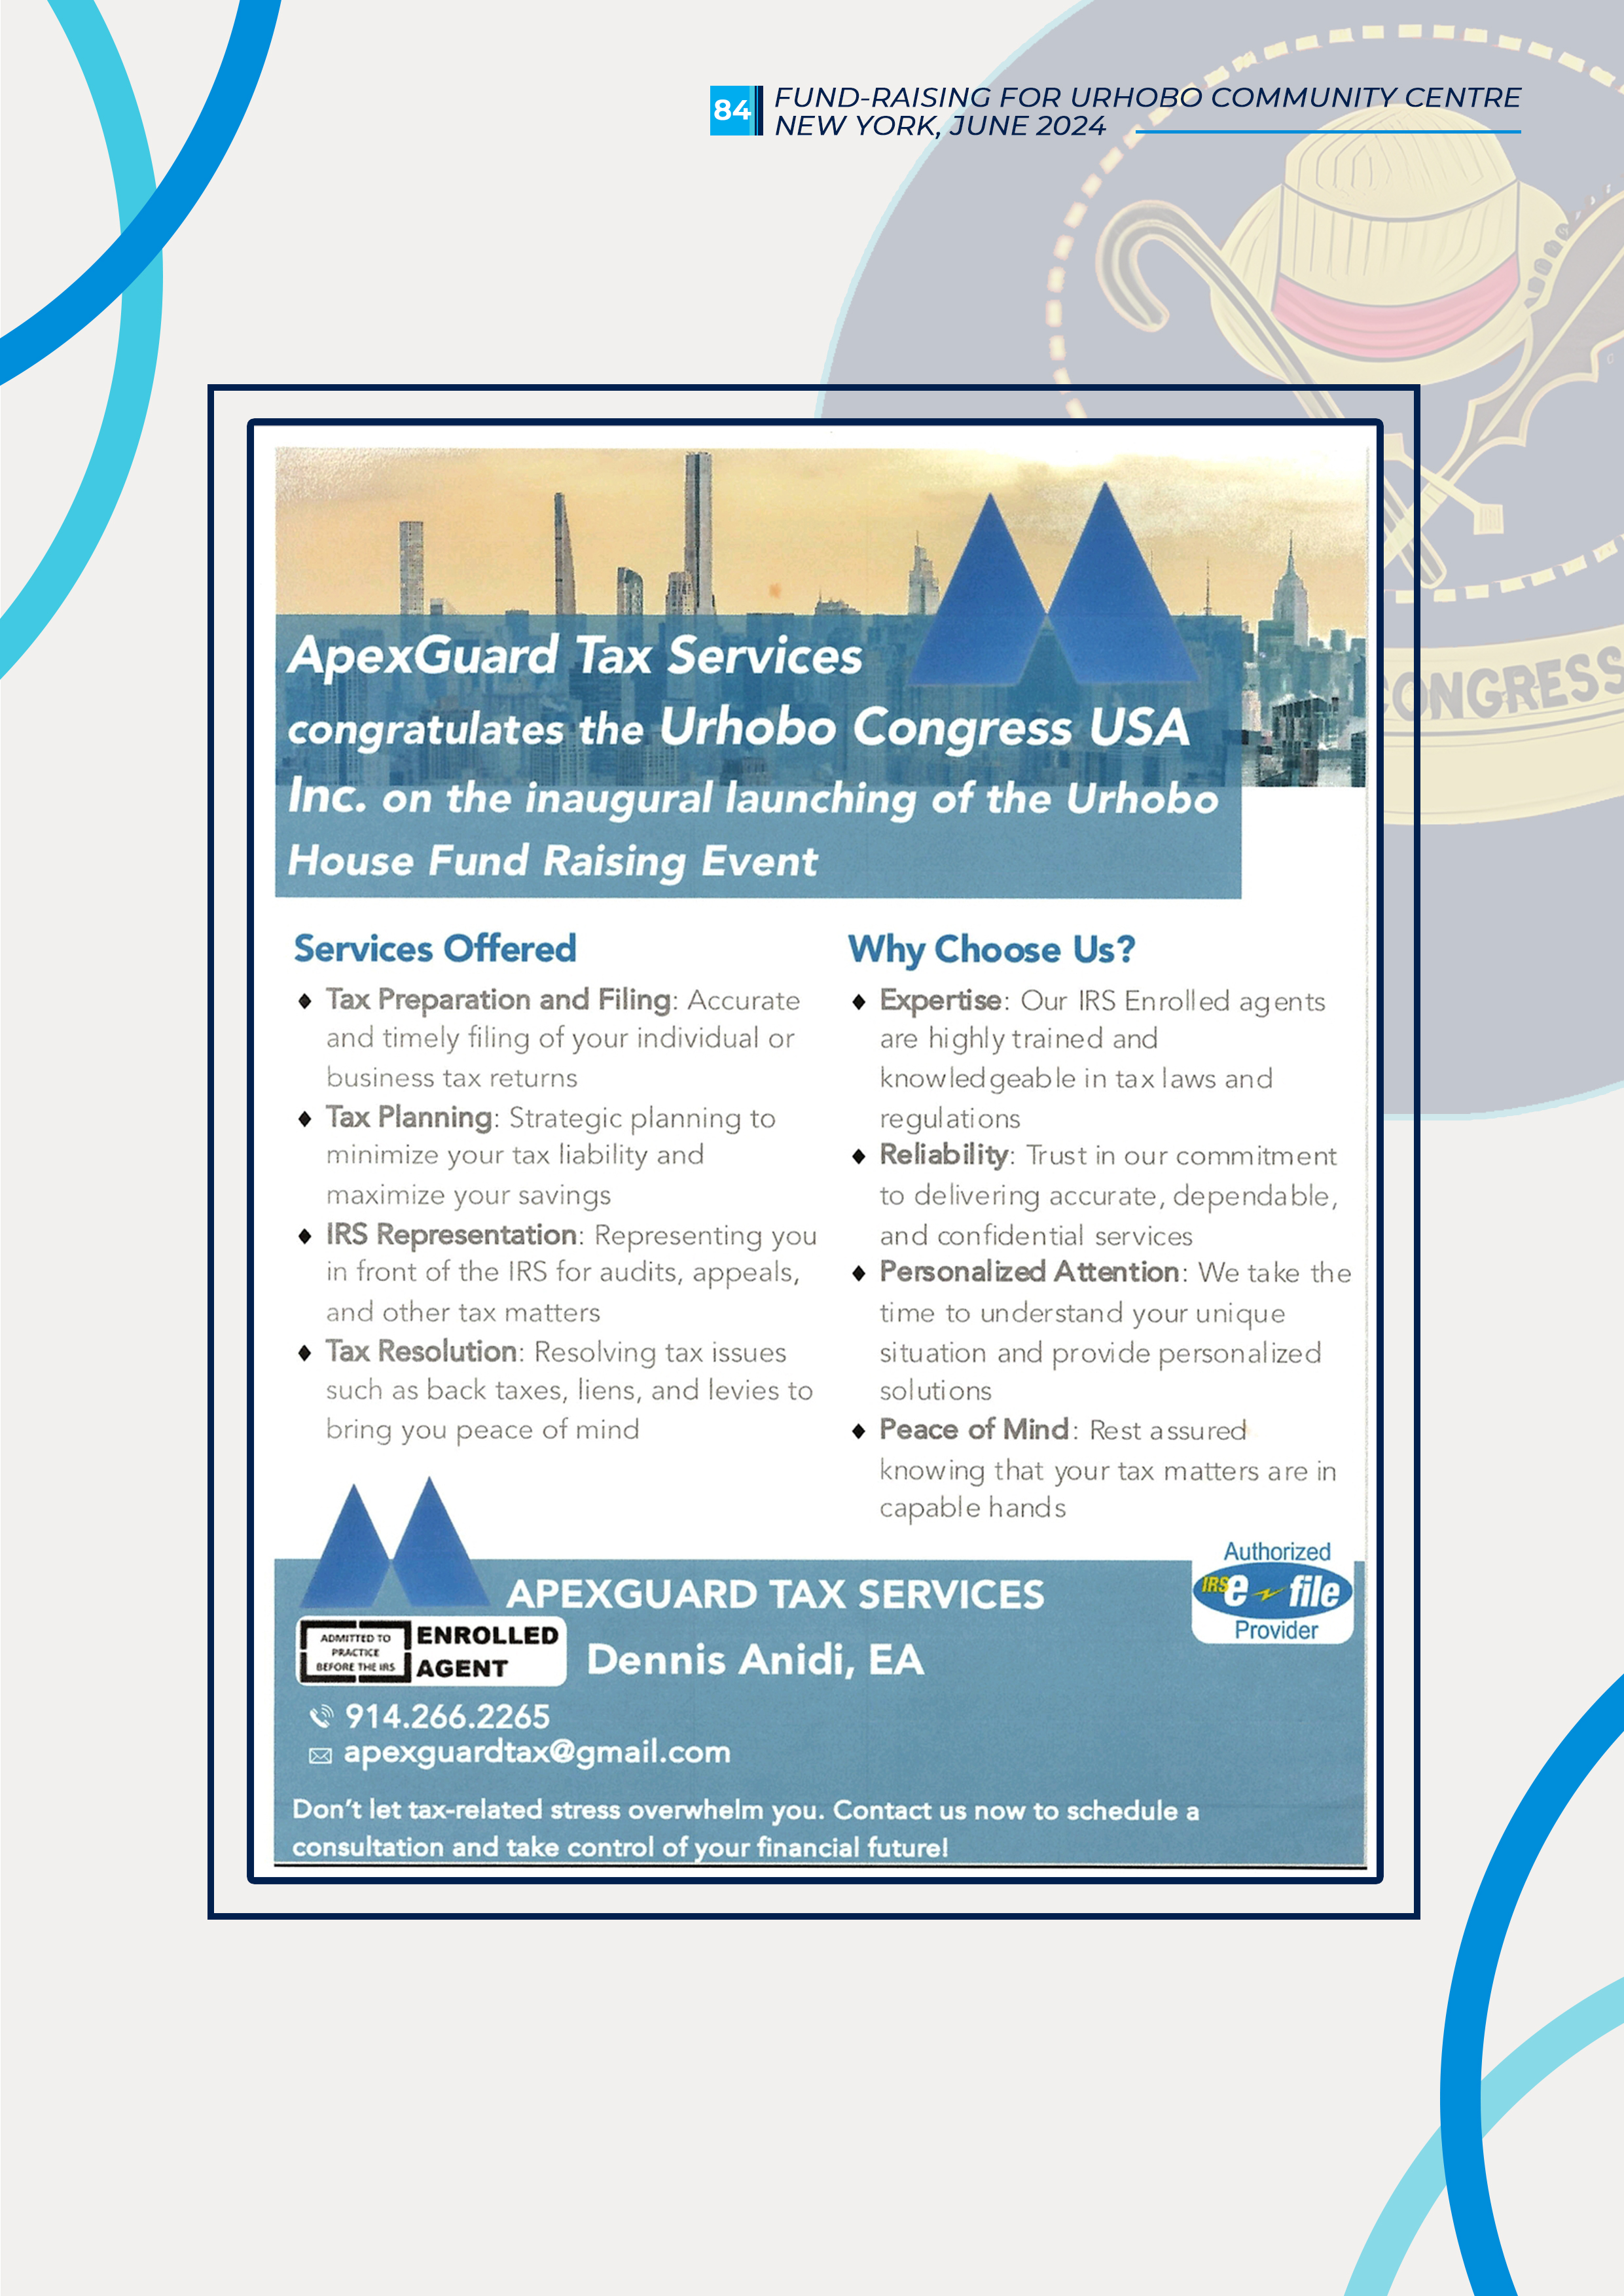 84
FUND-RAISING FOR URHOBO COMMUNITY CENTRE
NEW YORK, JUNE 2024
CONGRESS
ApexGuard Tax Services
congratulates the Urhobo Congress USA
Inc. on the inaugural launching of the Urhobo
House Fund Raising Event
Services Offered
♦ Tax Preparation and Filing: Accurate
and timely filing of your individual or
business tax returns
♦ Tax Planning: Strategic planning to
minimize your tax liability and
maximize your savings
♦ IRS Representation: Representing you
in front of the IRS for audits, appeals,
and other tax matters
♦ Tax Resolution: Resolving tax issues
such as back taxes, liens, and levies to
bring you peace of mind
Why Choose Us?
♦ Expertise: Our IRS Enrolled agents
are highly trained and
knowledgeable in tax laws and
regulations
♦ Reliability: Trust in our commitment
to delivering accurate, dependable,
and confidential services
♦ Personalized Attention: We take the
time to understand your unique
situation and provide personalized
solutions
♦ Peace of Mind: Rest assured
knowing that your tax matters are in
capable hands
APEXGUARD TAX SERVICES
Authorized
IRS e file
Provider
ADMITTED TO
PRACTICE
BEFORE THE IRS
ENROLLED
AGENT
Dennis Anidi, EA
914.266.2265
apexguardtax@gmail.com
Don't let tax-related stress overwhelm you. Contact us now to schedule a
consultation and take control of your financial future!